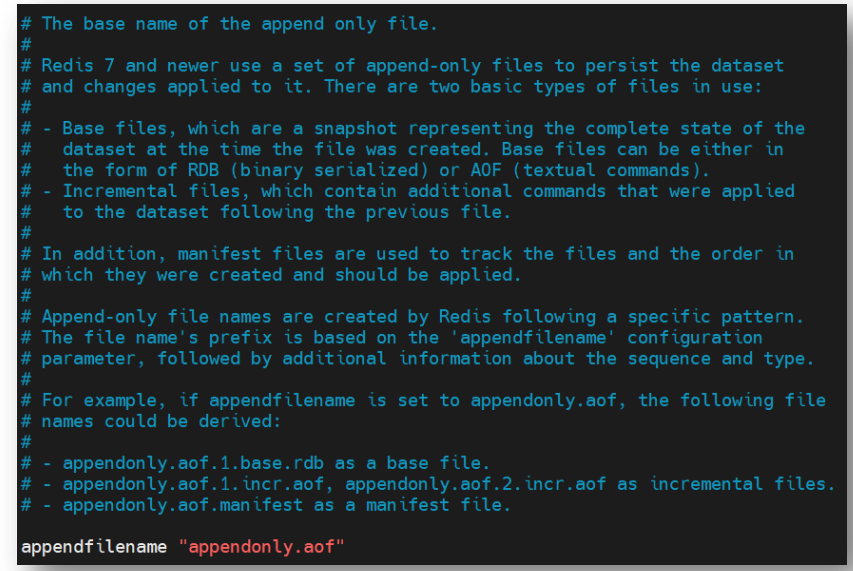 # The base name of the append only file.
#
# Redis 7 and newer use a set of append-only files to persist the dataset
# and changes applied to it. There are two basic types of files in use:
#
# - Base files, which are a snapshot representing the complete state of the
#   dataset at the time the file was created. Base files can be either in
#   the form of RDB (binary serialized) or AOF (textual commands).
# - Incremental files, which contain additional commands that were applied
#   to the dataset following the previous file.
#
# In addition, manifest files are used to track the files and the order in
# which they were created and should be applied.
#
# Append-only file names are created by Redis following a specific pattern.
# The file name's prefix is based on the 'appendfilename' configuration
# parameter, followed by additional information about the sequence and type.
#
# For example, if appendfilename is set to appendonly.aof, the following file
# names could be derived:
#
# - appendonly.aof.1.base.rdb as a base file.
# - appendonly.aof.1.incr.aof, appendonly.aof.2.incr.aof as incremental files.
# - appendonly.aof.manifest as a manifest file.

appendfilename "appendonly.aof"